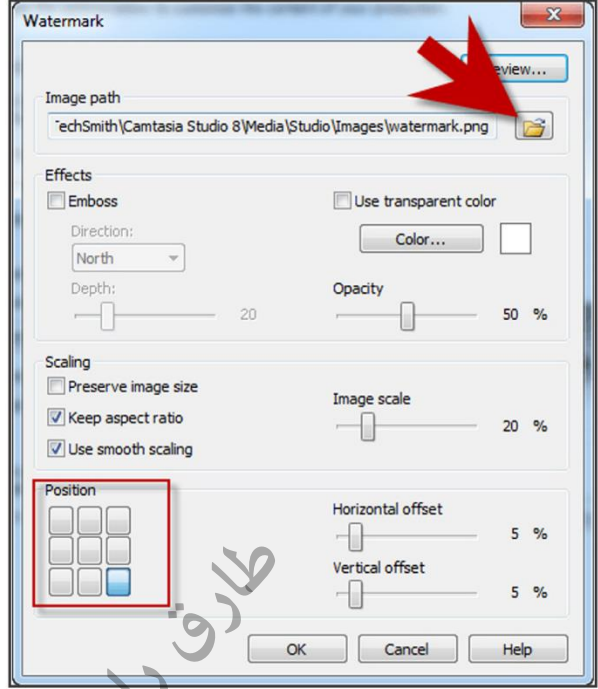 Watermark
eview...
Image path
TechSmith\Camtasia Studio 8\Media\Studio\Images\watermark.png
Effects
Emboss
Use transparent color
Direction:
Color...
North
Depth:
Opacity
20
50 %
Scaling
Preserve image size
Image scale
Keep aspect ratio
20 %
Use smooth scaling
Position
Horizontal offset
5 %
Vertical offset
5 %
طارق
OK
Cancel
Help